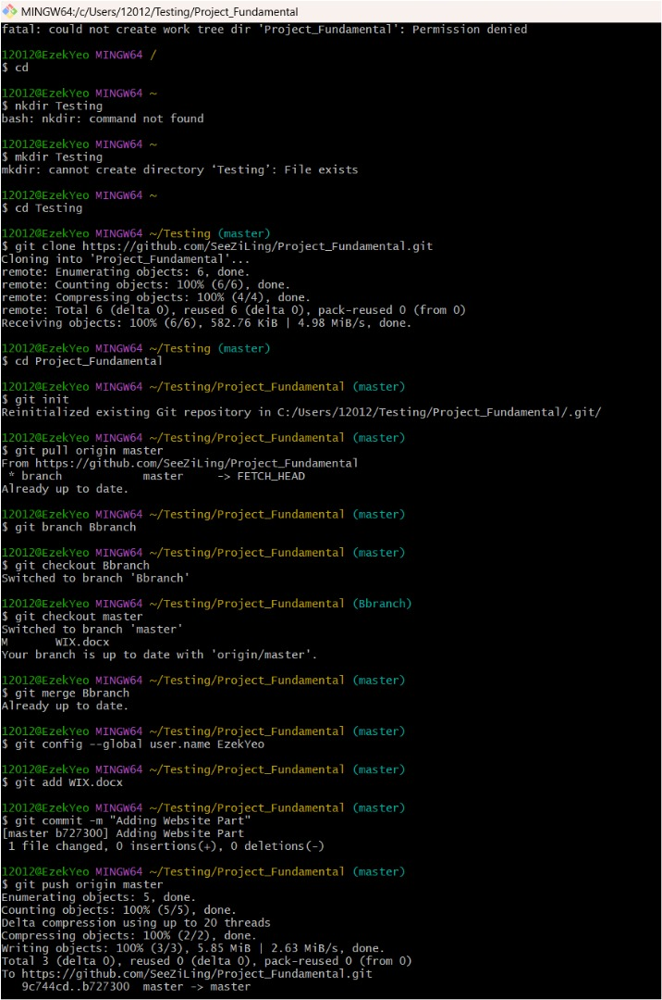 MINGW64:/c/Users/12012/Testing/Project_Fundamental
fatal: could not create work tree dir 'Project_Fundamental': Permission denied
12012@EzekYeo MINGW64 /
$ cd
12012@EzekYeo MINGW64 ~
$ nkdir Testing
bash: nkdir: command not found
12012@EzekYeo MINGW64 ~
$ mkdir Testing
mkdir: cannot create directory ‘Testing’: File exists
12012@EzekYeo MINGW64 ~
$ cd Testing
12012@EzekYeo MINGW64 ~/Testing (master)
$ git clone https://github.com/SeeZiLing/Project_Fundamental.git
Cloning into 'Project_Fundamental'...
remote: Enumerating objects: 6, done.
remote: Counting objects: 100% (6/6), done.
remote: Compressing objects: 100% (4/4), done.
remote: Total 6 (delta 0), reused 6 (delta 0), pack-reused 0 (from 0)
Receiving objects: 100% (6/6), 582.76 KiB | 4.98 MiB/s, done.
12012@EzekYeo MINGW64 ~/Testing (master)
$ cd Project_Fundamental
12012@EzekYeo MINGW64 ~/Testing/Project_Fundamental (master)
$ git init
Reinitialized existing Git repository in C:/Users/12012/Testing/Project_Fundamental/.git/
12012@EzekYeo MINGW64 ~/Testing/Project_Fundamental (master)
$ git pull origin master
From https://github.com/SeeZiLing/Project_Fundamental
 * branch            master     -> FETCH_HEAD
Already up to date.
12012@EzekYeo MINGW64 ~/Testing/Project_Fundamental (master)
$ git branch Bbranch
12012@EzekYeo MINGW64 ~/Testing/Project_Fundamental (master)
$ git checkout Bbranch
Switched to branch 'Bbranch'
12012@EzekYeo MINGW64 ~/Testing/Project_Fundamental (Bbranch)
$ git checkout master
Switched to branch 'master'
M       WIX.docx
Your branch is up to date with 'origin/master'.
12012@EzekYeo MINGW64 ~/Testing/Project_Fundamental (master)
$ git merge Bbranch
Already up to date.
12012@EzekYeo MINGW64 ~/Testing/Project_Fundamental (master)
$ git config --global user.name EzekYeo
12012@EzekYeo MINGW64 ~/Testing/Project_Fundamental (master)
$ git add WIX.docx
12012@EzekYeo MINGW64 ~/Testing/Project_Fundamental (master)
$ git commit -m "Adding Website Part"
[master b727300] Adding Website Part
 1 file changed, 0 insertions(+), 0 deletions(-)
12012@EzekYeo MINGW64 ~/Testing/Project_Fundamental (master)
$ git push origin master
Enumerating objects: 5, done.
Counting objects: 100% (5/5), done.
Delta compression using up to 20 threads
Compressing objects: 100% (2/2), done.
Writing objects: 100% (3/3), 5.85 MiB | 2.63 MiB/s, done.
Total 3 (delta 0), reused 0 (delta 0), pack-reused 0 (from 0)
To https://github.com/SeeZiLing/Project_Fundamental.git
   9c744cd..b727300  master -> master